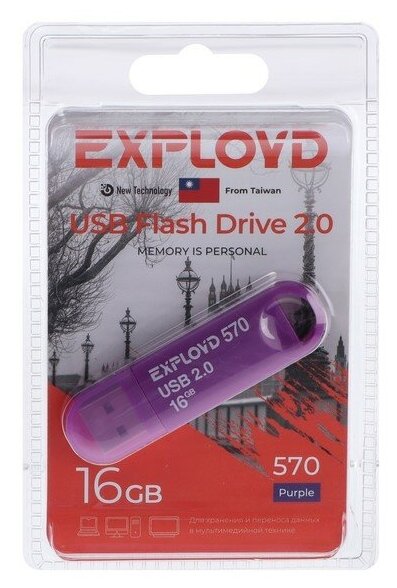 EXPLOYD
New Technology
From Taiwan
USB Flash Drive 2.0
MEMORY IS PERSONAL
EXPLOYD 570
USB 2.0
16GB
16GB
570
Purple
Для хранения и переноса данных
в мультимедийной технике